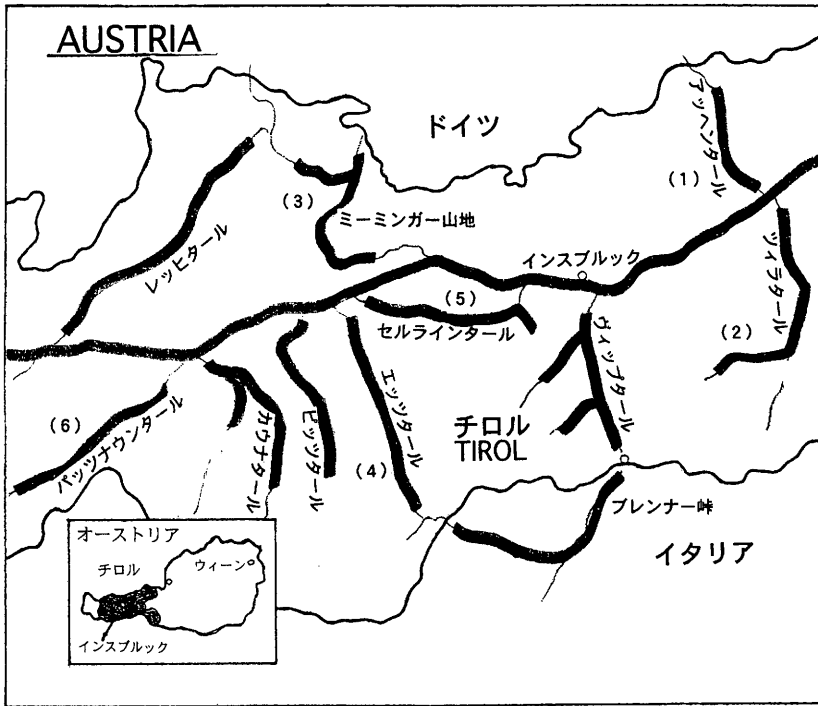 AUSTRIA
ドイツ
アッヘンタール
(1)
(3)
ミーミンガー山地
レッヒタール
インスブルック
ツィラタール
(5)
セルラインタール
(2)
ヴィップタール
エッツタール
(6)
パッツナウンタール
カウナタール
ピッツタール
(4)
チロル
TIROL
ブレンナー峠
イタリア
オーストリア
チロル
ウィーン
インスブルック